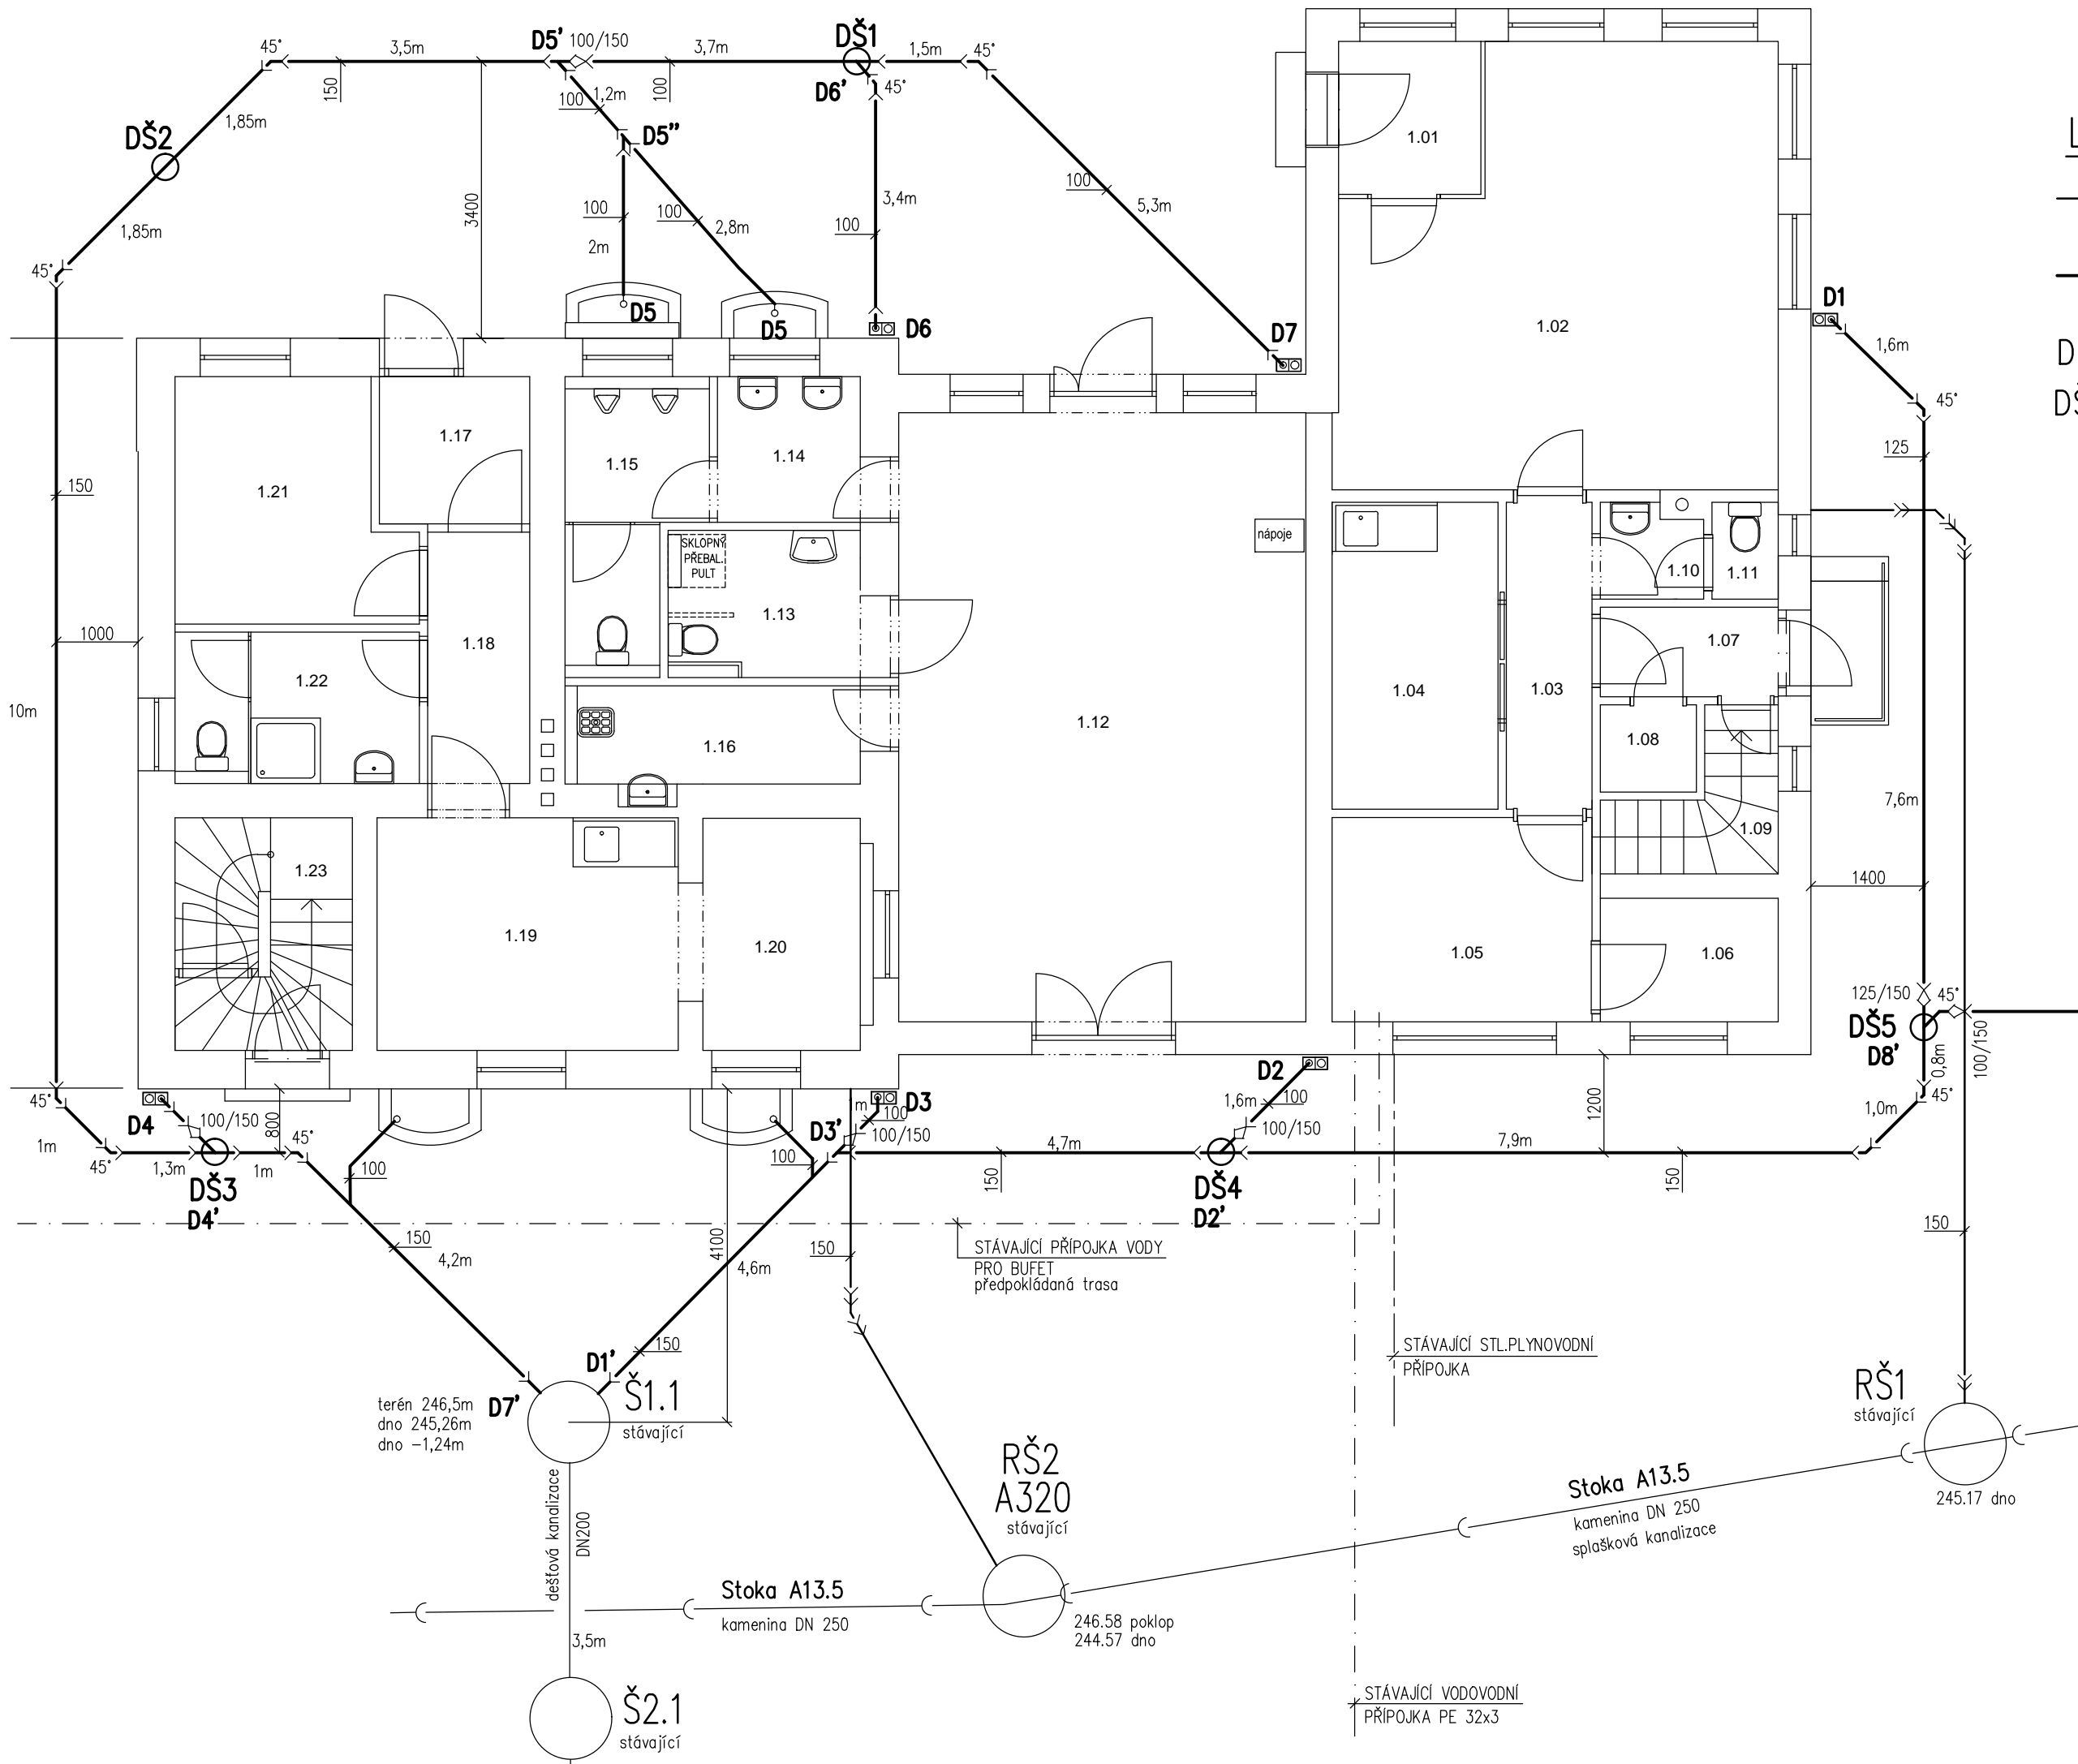 45°
3,5m
D5'
100/150
3,7m
DŠ1
1,5m
45°
150
100
D6'
45°
1,2m
100
1,85m
DŠ2
D5''
1.01
100
3400
100
100
3,4m
5,3m
1,85m
2m
2,8m
100
45°
D1
D5
D5
D6
D7
1.02
1,6m
D
DŠ
45°
1.17
1.15
1.14
125
1.21
150
nápoje
SKLOPNÝ
PŘEBAL.
PULT
1.10
1.11
1.13
1000
1.18
1.07
1.22
1.04
1.03
10m
1.12
1.16
1.08
7,6m
1.09
1.23
1400
1.19
1.20
1.05
1.06
125/150
45°
DŠ5
D8'
0,8m
100/150
D2
45°
D4
100/150
800
m
100
D3
1,6m
100
1200
45°
1,0m
1m
45°
D3'
100/150
100/150
45°
1,3m
1m
4,7m
7,9m
100
100
150
150
DŠ3
D4'
DŠ4
D2'
150
4,2m
4100
4,6m
150
STÁVAJÍCÍ PŘÍPOJKA VODY
PRO BUFET
předpokládaná trasa
150
150
STÁVAJÍCÍ STL.PLYNOVODNÍ
PŘÍPOJKA
D1'
D7'
Š1.1
stávající
terén 246,5m
dno 245,26m
dno -1,24m
RŠ1
stávající
RŠ2
A320
stávající
Stoka A13.5
kamenina DN 250
splašková kanalizace
245.17 dno
dešťová kanalizace
DN200
Stoka A13.5
kamenina DN 250
246.58 poklop
244.57 dno
3,5m
Š2.1
stávající
STÁVAJÍCÍ VODOVODNÍ
PŘÍPOJKA PE 32x3